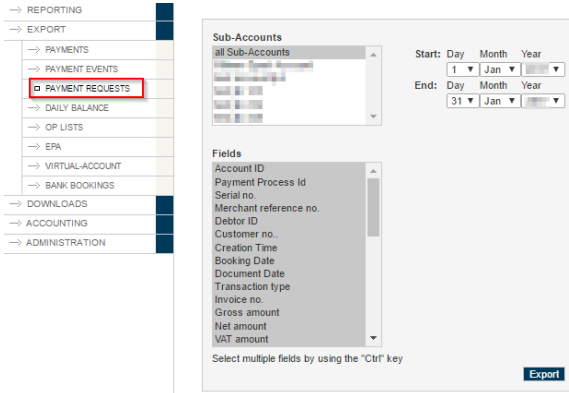 REPORTING
EXPORT
PAYMENTS
PAYMENT EVENTS
PAYMENT REQUESTS
DAILY BALANCE
OP LISTS
EPA
VIRTUAL-ACCOUNT
BANK BOOKINGS
DOWNLOADS
ACCOUNTING
ADMINISTRATION
Sub-Accounts
all Sub-Accounts
Start: Day Month Year
1 Jan
End: Day Month Year
31 Jan
Fields
Account ID
Payment Process Id
Serial no.
Merchant reference no.
Debtor ID
Customer no..
Creation Time
Booking Date
Document Date
Transaction type
Invoice no.
Gross amount
Net amount
VAT amount
Select multiple fields by using the "Ctrl" key
Export